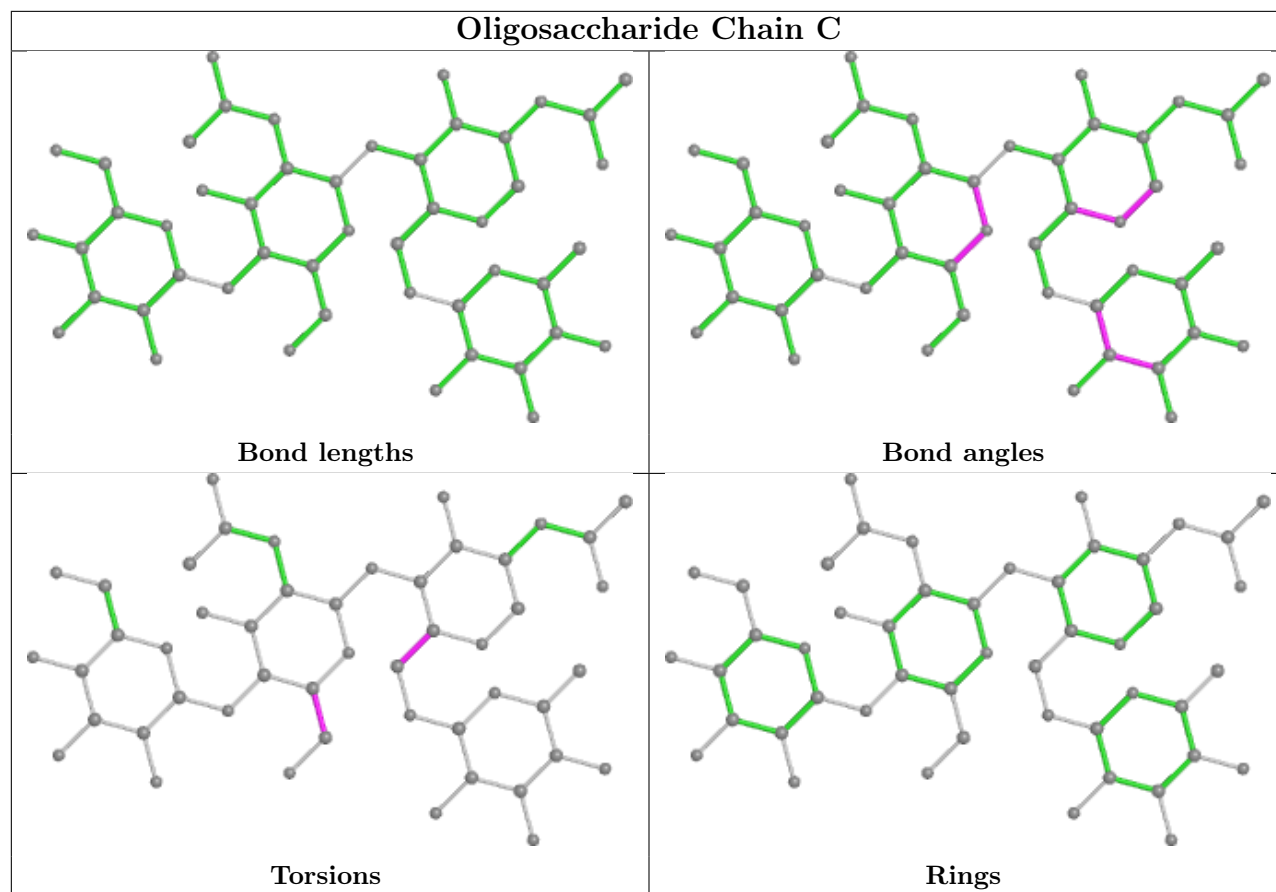 Oligosaccharide Chain C
Bond lengths
Bond angles
Torsions
Rings